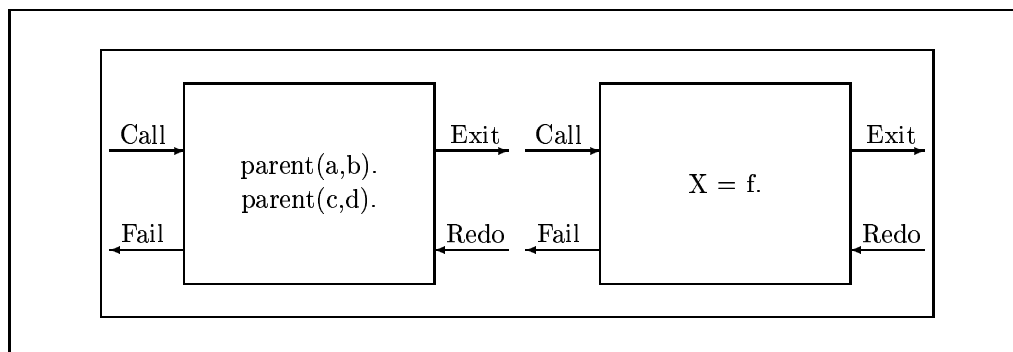 Call
Exit
Call
Exit
parent(a,b).
parent(c,d).
X = f.
Fail
Redo
Fail
Redo